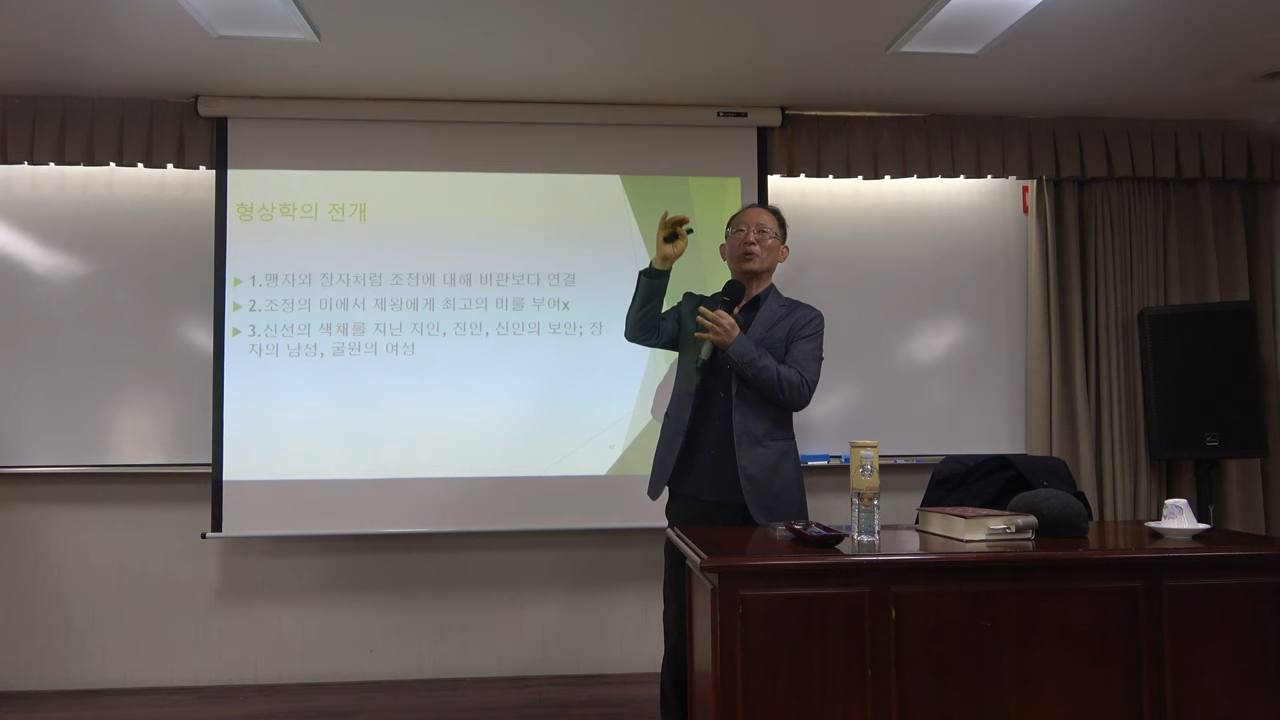 형상학의 전개
1.맹자와 장자처럼 조정에 대해 비판보다 연결
2.조정의 미에서 제왕에게 최고의 미를 부여x
3.신선의 색채를 지닌 지인, 진인, 신인의 보안; 장
자의 남성, 굴원의 여성